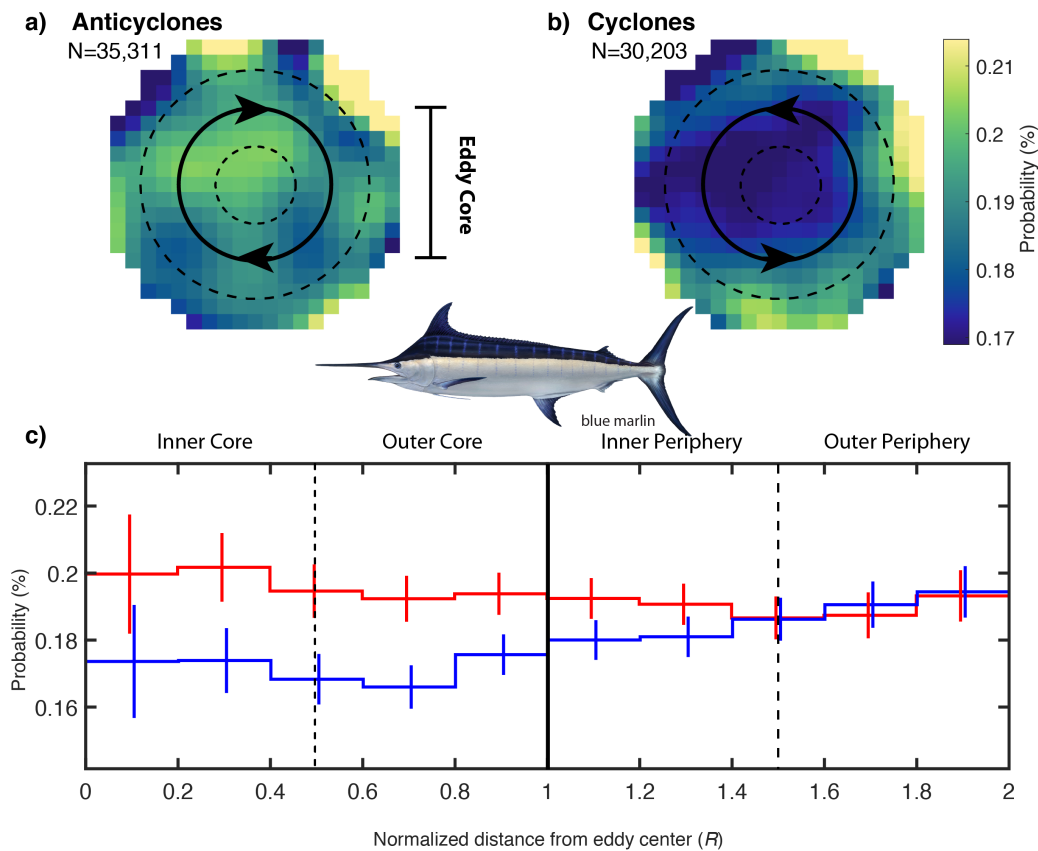 a) Anticyclones
N=35,311
b) Cyclones
N=30,203
Eddy Core
0.21
0.2
0.19
0.18
0.17
Probability (%)
blue marlin
c)
Inner Core Outer Core Inner Periphery Outer Periphery
0.22
0.2
0.18
0.16
Probability (%)
0 0.2 0.4 0.6 0.8 1 1.2 1.4 1.6 1.8 2
Normalized distance from eddy center (R)